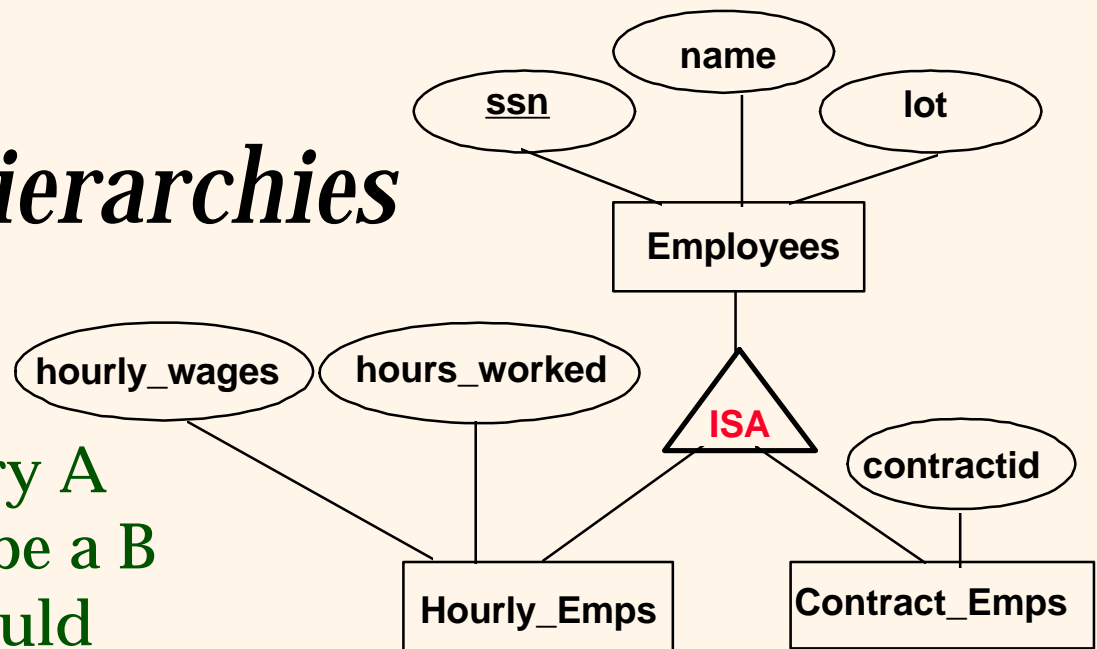 name
ssn
lot
ierarchies
Employees
hourly_wages
hours_worked
ISA
contractid
ry A
be a B
uld
Hourly_Emps
Contract_Emps